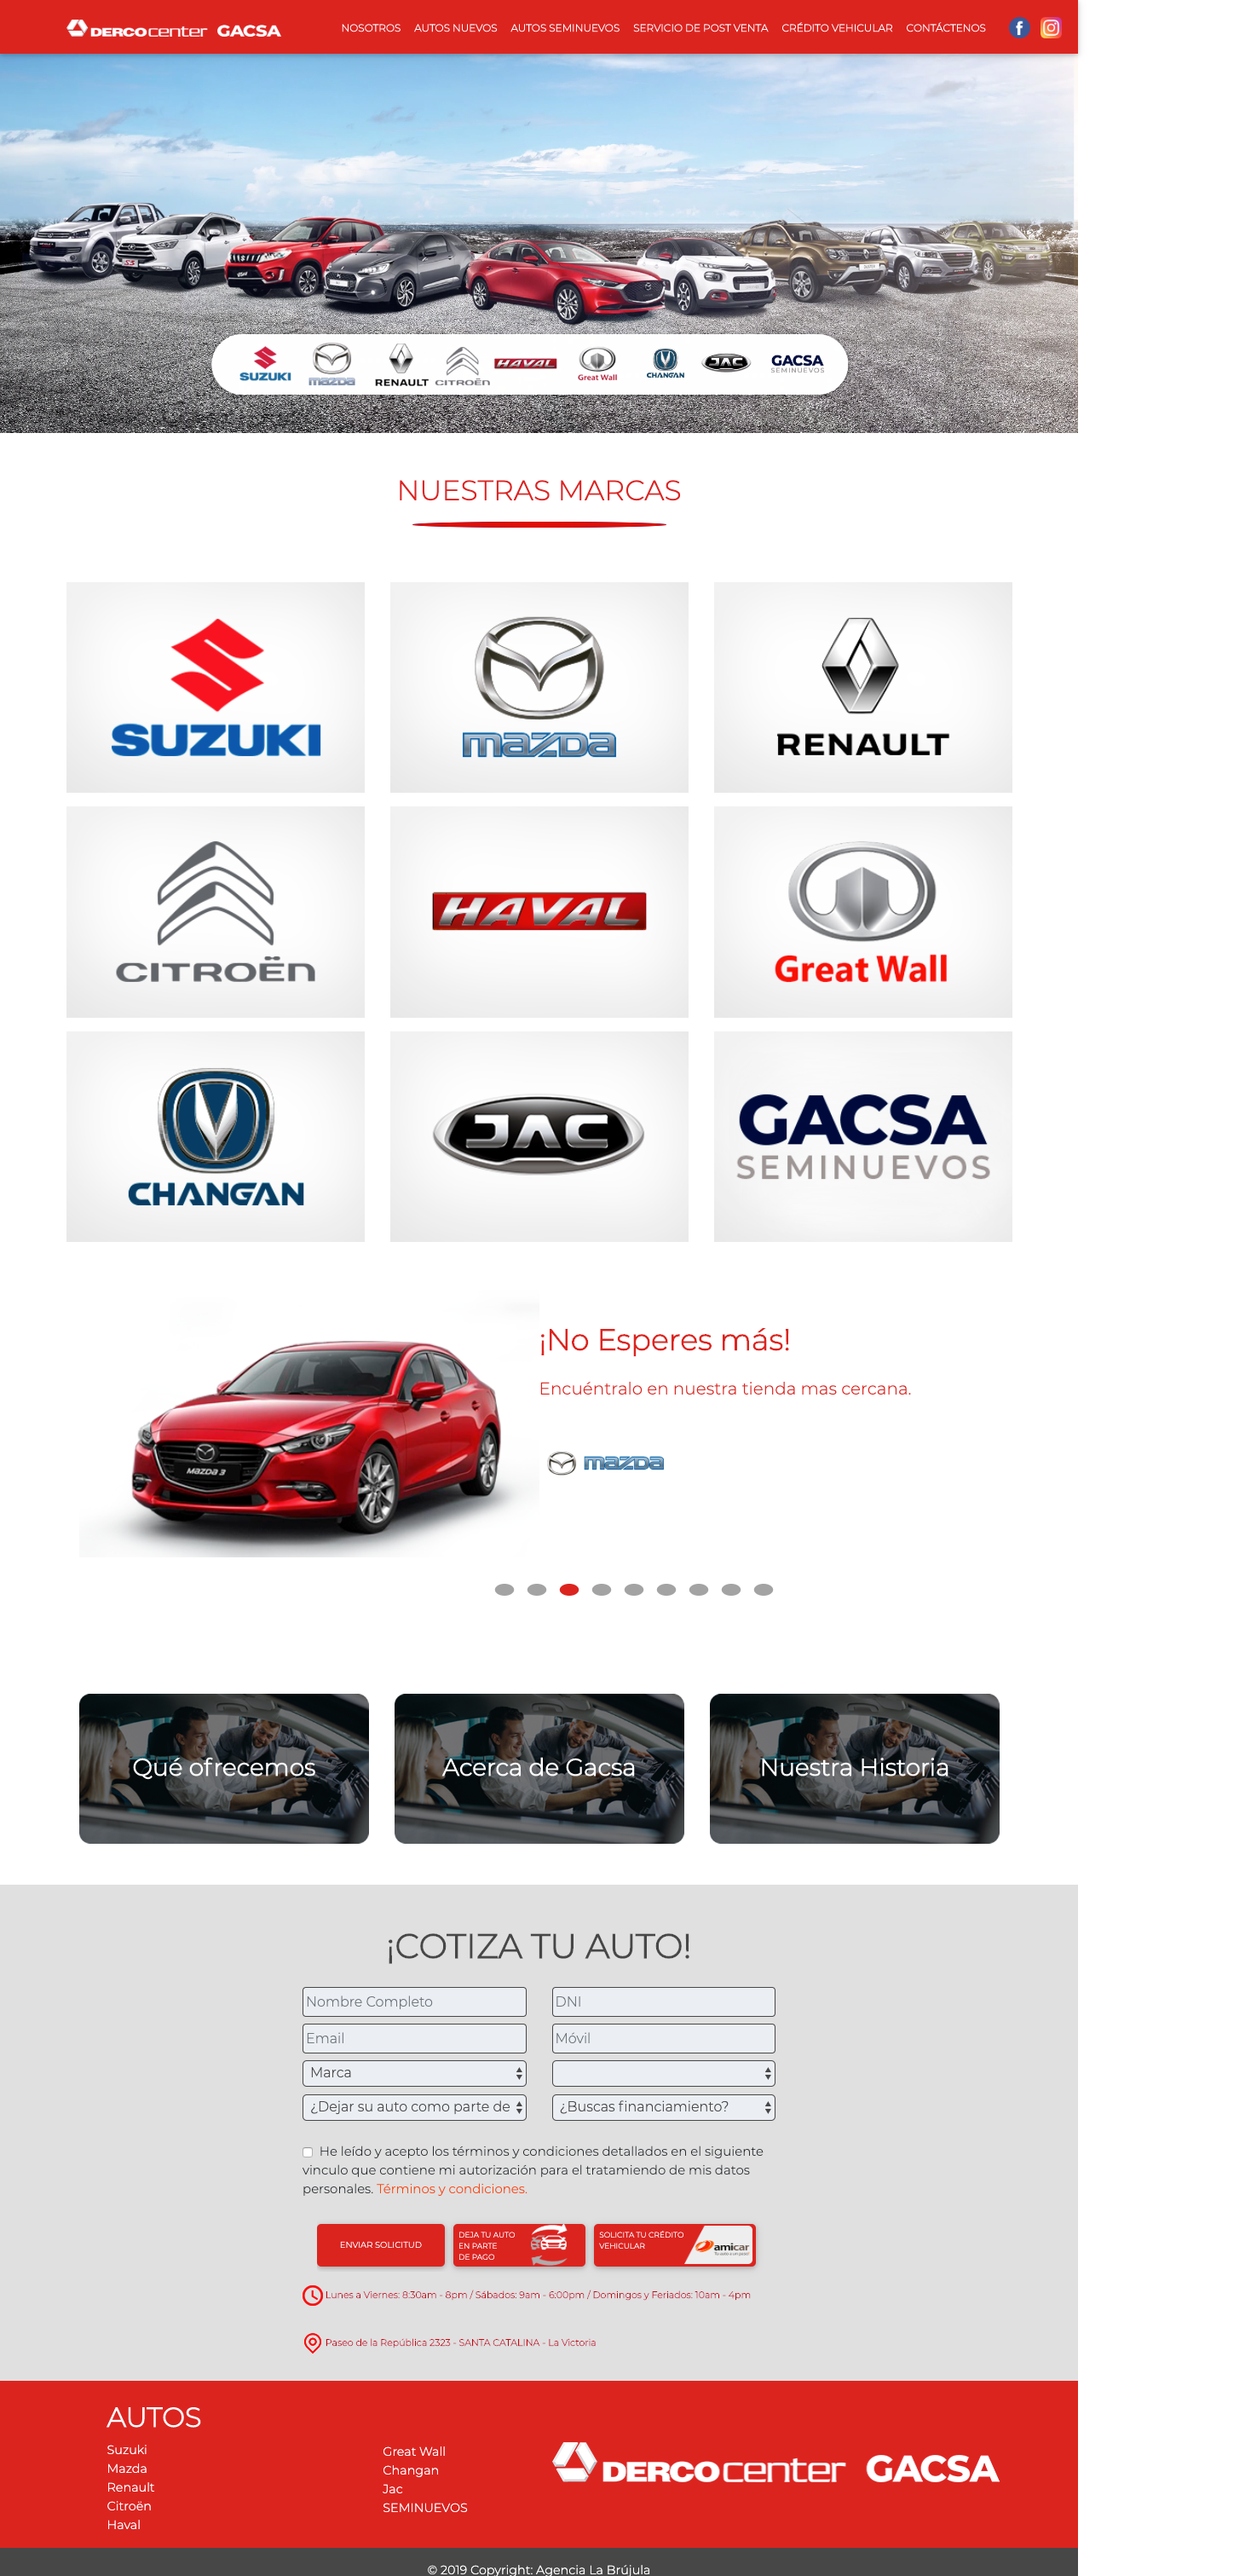 DERCOcenter GACSA
NOSOTROS AUTOS NUEVOS AUTOS SEMINUEVOS SERVICIO DE POST VENTA CRÉDITO VEHICULAR CONTÁCTENOS
SUZUKI mazda RENAULT CITROËN HAVAL Great Wall CHANGAN JAC GACSA SEMINUEVOS
NUESTRAS MARCAS
SUZUKI
mazda
RENAULT
CITROËN
HAVAL
Great Wall
CHANGAN
JAC
GACSA
SEMINUEVOS
¡No Esperes más!
Encuéntralo en nuestra tienda mas cercana.
MAZDA 3
mazda
Qué ofrecemos
Acerca de Gacsa
Nuestra Historia
¡COTIZA TU AUTO!
Nombre Completo
DNI
Email
Móvil
Marca
¿Dejar su auto como parte de
¿Buscas financiamiento?
He leído y acepto los términos y condiciones detallados en el siguiente
vinculo que contiene mi autorización para el tratamiendo de mis datos
personales. Términos y condiciones.
ENVIAR SOLICITUD
DEJA TU AUTO
EN PARTE
DE PAGO
SOLICITA TU CRÉDITO
VEHICULAR
amicar
Lunes a Viernes: 8:30am - 8pm / Sábados: 9am - 6:00pm / Domingos y Feriados: 10am - 4pm
Paseo de la República 2323 - SANTA CATALINA - La Victoria
AUTOS
Suzuki
Mazda
Renault
Citroën
Haval
Great Wall
Changan
Jac
SEMINUEVOS
DERCOcenter GACSA
© 2019 Copyright: Agencia La Brújula